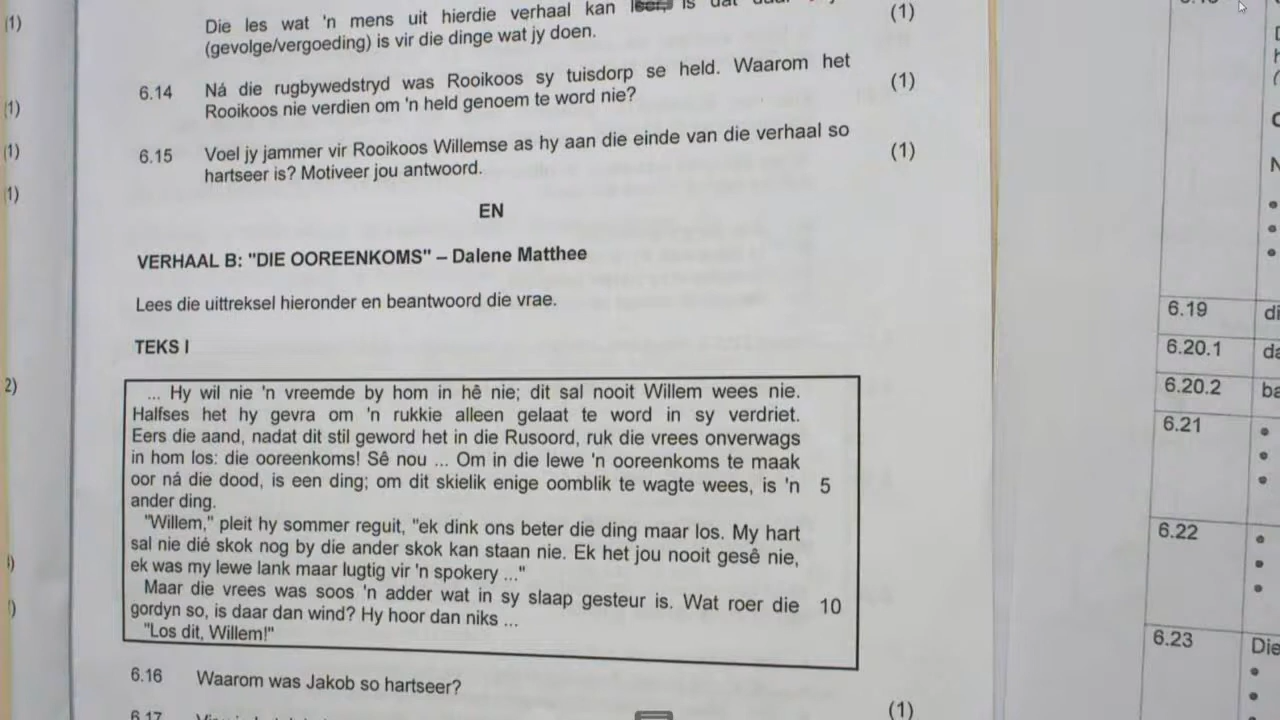 (1)
Die les wat 'n mens uit hierdie verhaal kan leer, is dat
(gevolge/vergoeding) is vir die dinge wat jy doen.
(1)
6.14 Ná die rugbywedstryd was Rooikoos sy tuisdorp se held. Waarom het
Rooikoos nie verdien om 'n held genoem te word nie?
(1)
(1)
6.15 Voel jy jammer vir Rooikoos Willemse as hy aan die einde van die verhaal so
hartseer is? Motiveer jou antwoord.
(1)
(1)
1)
EN
VERHAAL B: "DIE OOREENKOMS" – Dalene Matthee
Lees die uittreksel hieronder en beantwoord die vrae.
TEKS I
2)
... Hy wil nie 'n vreemde by hom in hê nie; dit sal nooit Willem wees nie.
Halfses het hy gevra om 'n rukkie alleen gelaat te word in sy verdriet.
Eers die aand, nadat dit stil geword het in die Rusoord, ruk die vrees onverwags
in hom los: die ooreenkoms! Sê nou ... Om in die lewe 'n ooreenkoms te maak
oor ná die dood, is een ding; om dit skielik enige oomblik te wagte wees, is 'n 5
ander ding.
"Willem," pleit hy sommer reguit, "ek dink ons beter die ding maar los. My hart
sal nie dié skok nog by die ander skok kan staan nie. Ek het jou nooit gesê nie,
ek was my lewe lank maar lugtig vir 'n spokery ..."
Maar die vrees was soos 'n adder wat in sy slaap gesteur is. Wat roer die 10
gordyn so, is daar dan wind? Hy hoor dan niks ...
"Los dit, Willem!"
6.16 Waarom was Jakob so hartseer?
(1)
6.17
6.19 di
6.20.1 da
6.20.2 ba
6.21
6.22
6.23 Die